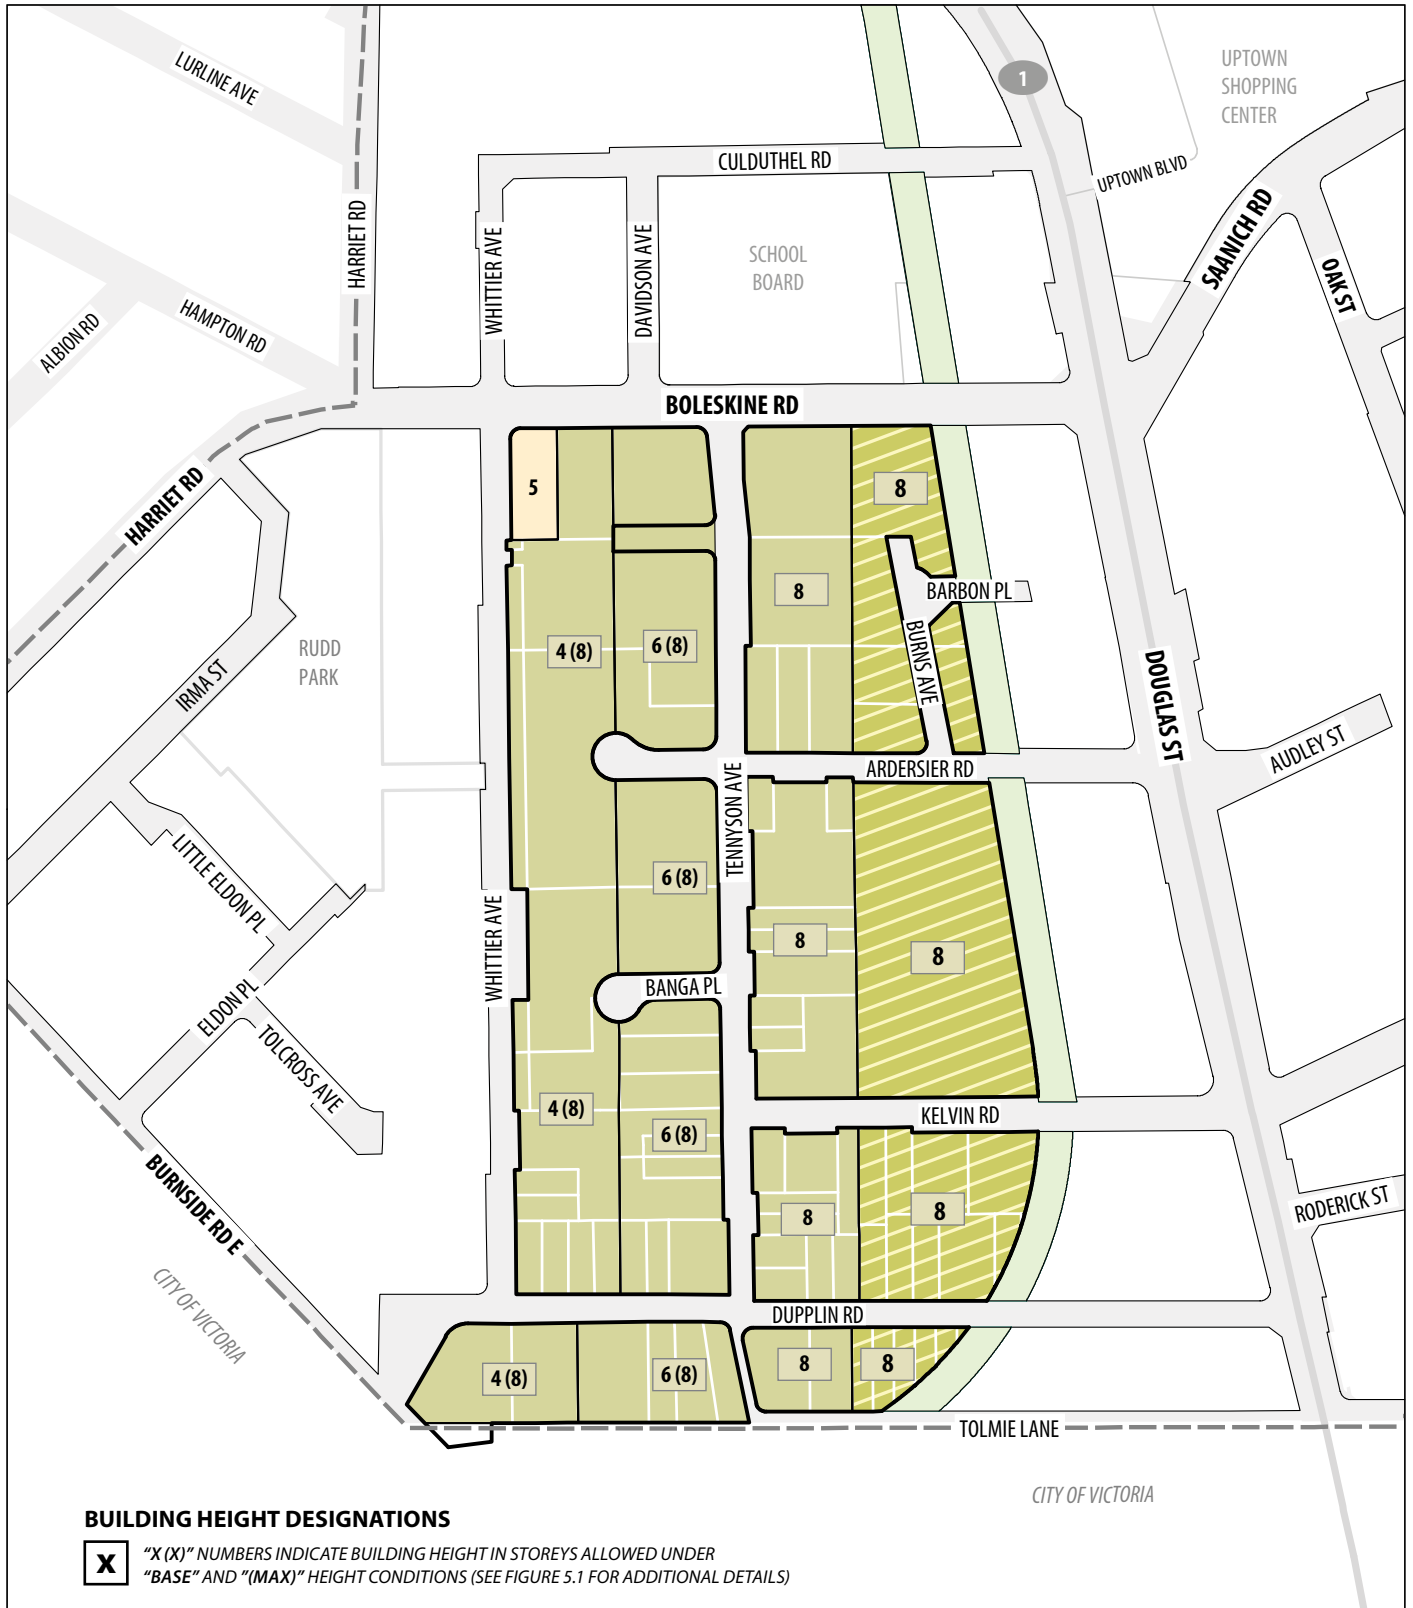 LURLINE AVE
1
UPTOWN
SHOPPING
CENTER
CULDUTHEL RD
UPTOWN BLVD
HARRIET RD
WHITTIER AVE
DAVIDSON AVE
SCHOOL
BOARD
SAANICH RD
OAK ST
HAMPTON RD
ALBION RD
BOLESKINE RD
HARRIET RD
5
8
8
BARBON PL
BURNS AVE
4 (8)
6 (8)
RUDD
PARK
IRMA ST
DOUGLAS ST
AUDLEY ST
ARDERSIER RD
TENNYSON AVE
LITTLE ELDON PL
6 (8)
WHITTIER AVE
8
8
BANGA PL
ELDON PL
TOLCROSS AVE
4 (8)
6 (8)
KELVIN RD
BURNSIDE RD E
8
8
RODERICK ST
CITY OF VICTORIA
DUPPLIN RD
4 (8)
6 (8)
8
8
TOLMIE LANE
CITY OF VICTORIA
BUILDING HEIGHT DESIGNATIONS
X
"X (X)" NUMBERS INDICATE BUILDING HEIGHT IN STOREYS ALLOWED UNDER
"BASE" AND "(MAX)" HEIGHT CONDITIONS (SEE FIGURE 5.1 FOR ADDITIONAL DETAILS)